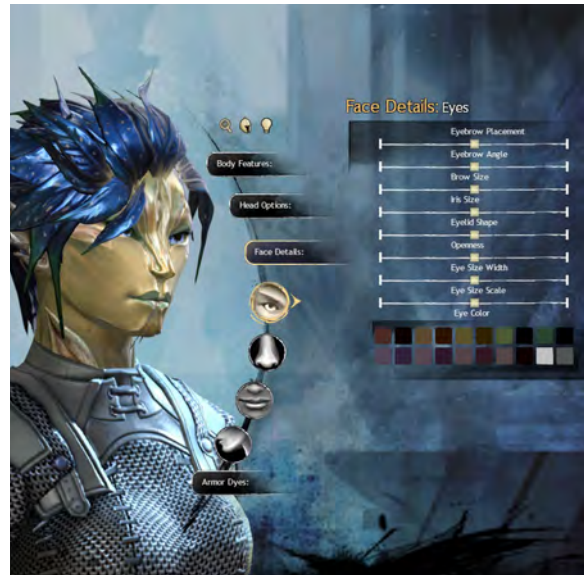 Face Details: Eyes
Eyebrow Placement
Eyebrow Angle
Brow Size
Iris Size
Eyelid Shape
Openness
Eye Size Width
Eye Size Scale
Eye Color
Body Features:
Head Options:
Face Details:
Armor Dyes: